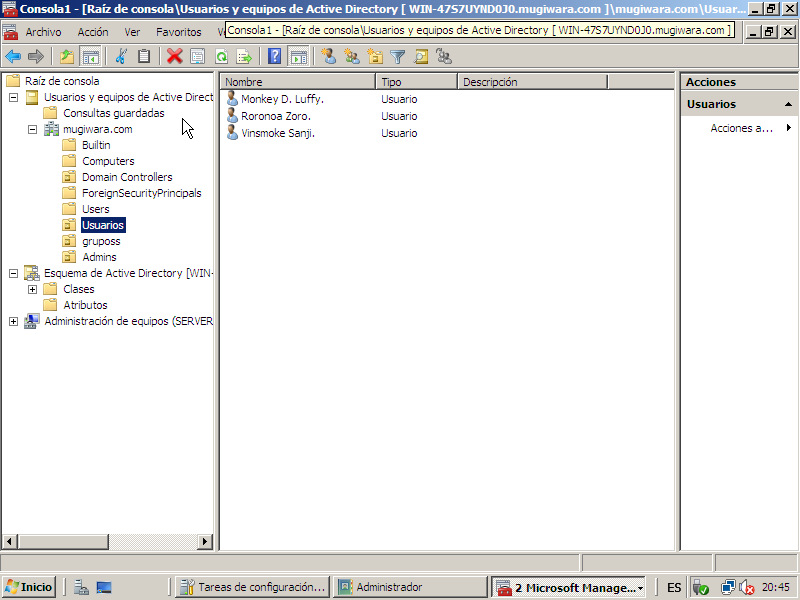 Consola1 - [Raíz de consola\Usuarios y equipos de Active Directory [ WIN-47S7UYND0J0.mugiwara.com ]\mugiwara.com\Usuar...
Archivo Acción Ver Favoritos V
Consola1 - [Raíz de consola\Usuarios y equipos de Active Directory [ WIN-47S7UYND0J0.mugiwara.com ]
Raíz de consola
Usuarios y equipos de Active Direct
Consultas guardadas
mugiwara.com
Builtin
Computers
Domain Controllers
ForeignSecurityPrincipals
Users
Usuarios
gruposs
Admins
Esquema de Active Directory [WIN-
Clases
Atributos
Administración de equipos (SERVER
Nombre Tipo Descripción
Monkey D. Luffy. Usuario
Roronoa Zoro. Usuario
Vinsmoke Sanji. Usuario
Acciones
Usuarios
Acciones a...
Inicio Tareas de configuración... Administrador 2 Microsoft Manage... ES 20:45